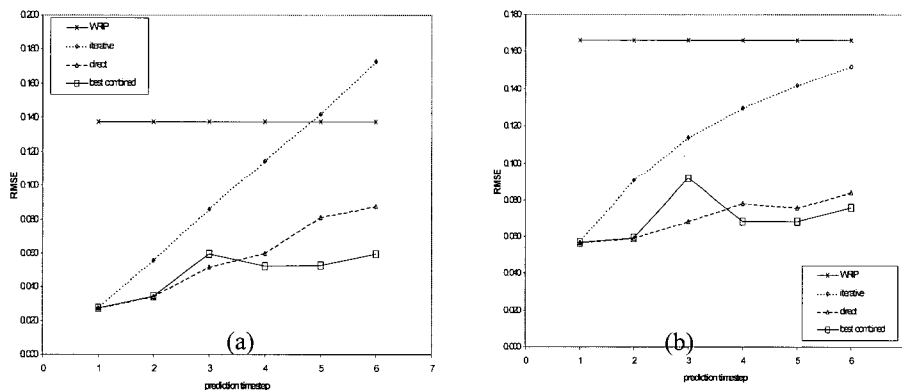 0.200
0.180
0.160
0.140
0.120
0.100
0.080
0.060
0.040
0.020
0.000
RMSE
WRIP
iterative
direct
best combined
0
1
2
3
4
5
6
7
prediction timestep
(a)
0.180
0.160
0.140
0.120
0.100
0.080
0.060
0.040
0.020
0.000
RMSE
WRIP
iterative
direct
best combined
0
1
2
3
4
5
6
7
prediction timestep
(b)